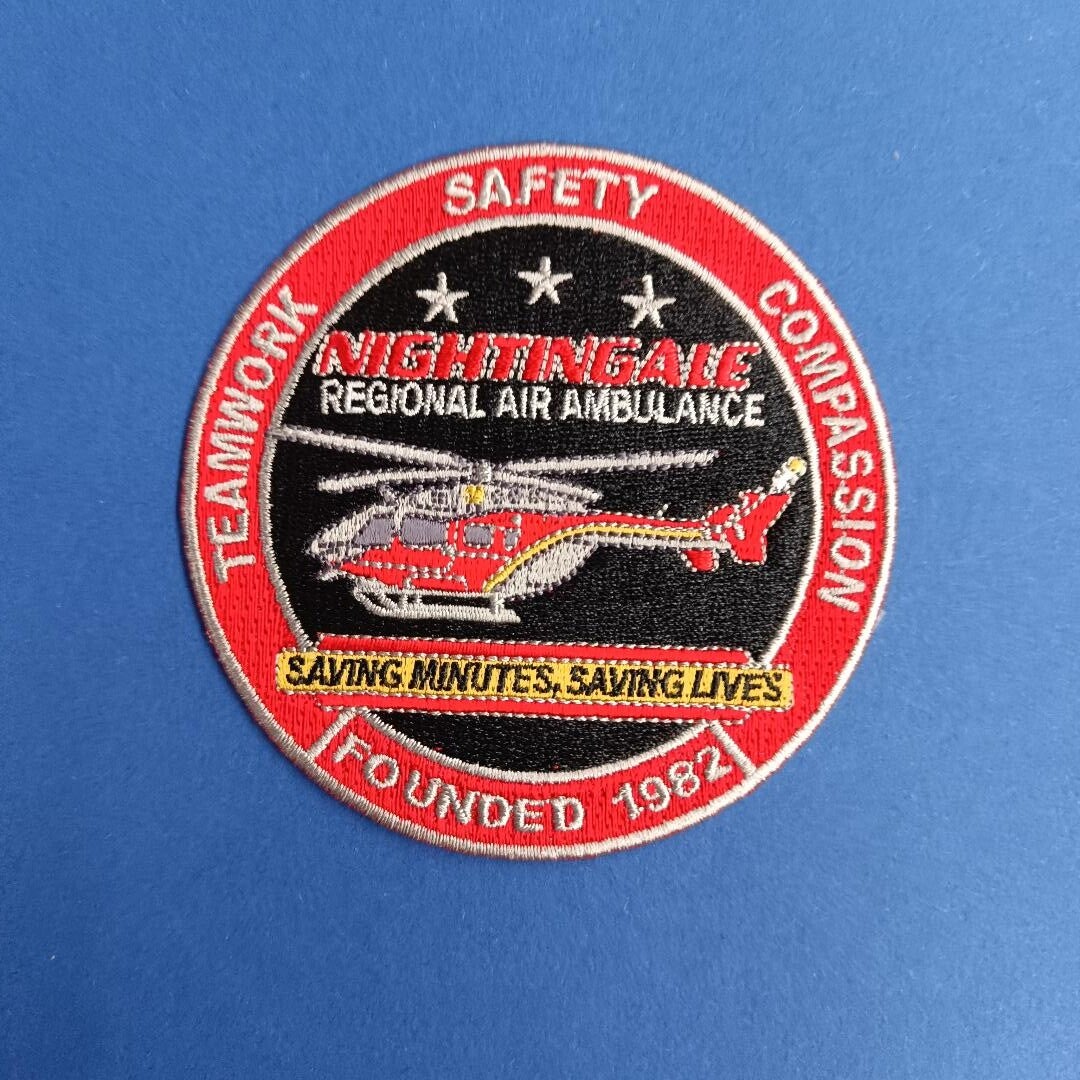 TEAMWORK
SAFETY
COMPASSION
NIGHTINGALE
REGIONAL AIR AMBULANCE
SAVING MINUTES, SAVING LIVES
FOUNDED 1982